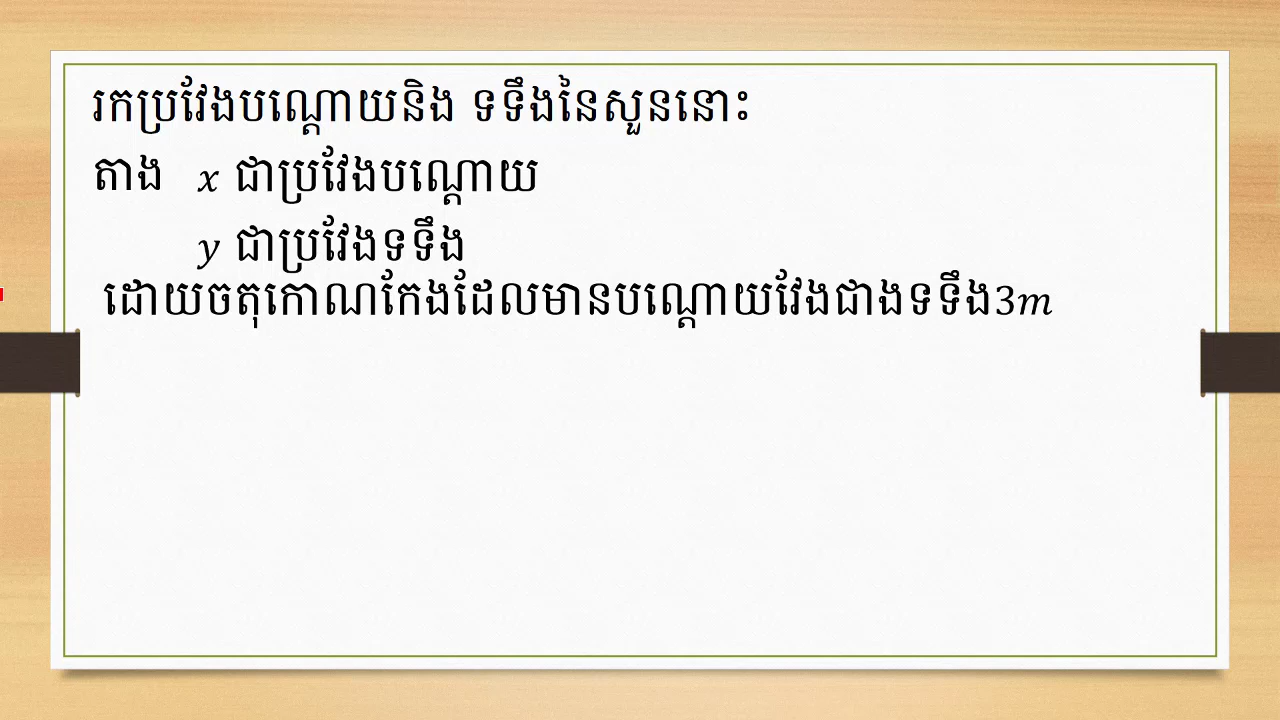 រកប្រវែងបណ្តោយនិង ទទឹងនៃសួននោះ
តាង x ជាប្រវែងបណ្តោយ
y ជាប្រវែងទទឹង
ដោយចតុកោណកែងដែលមានបណ្តោយវែងជាងទទឹង3m